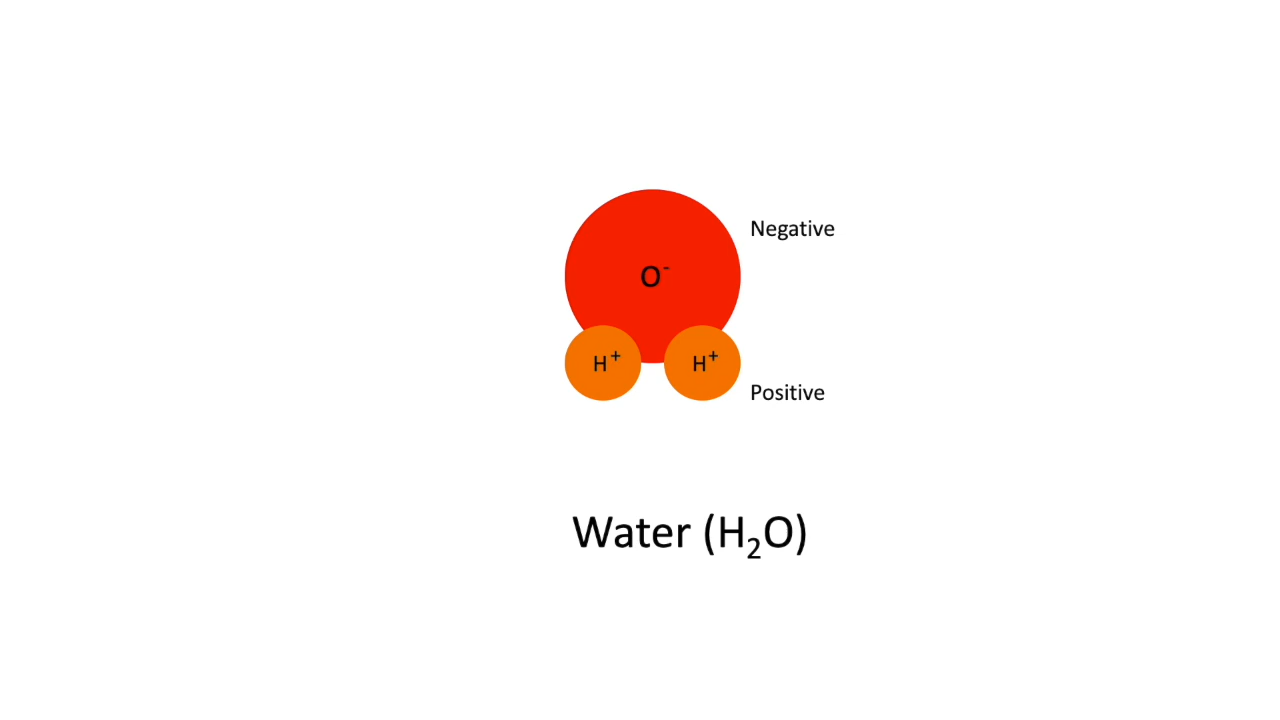 Negative
O⁻
H⁺ H⁺
Positive
Water (H₂O)